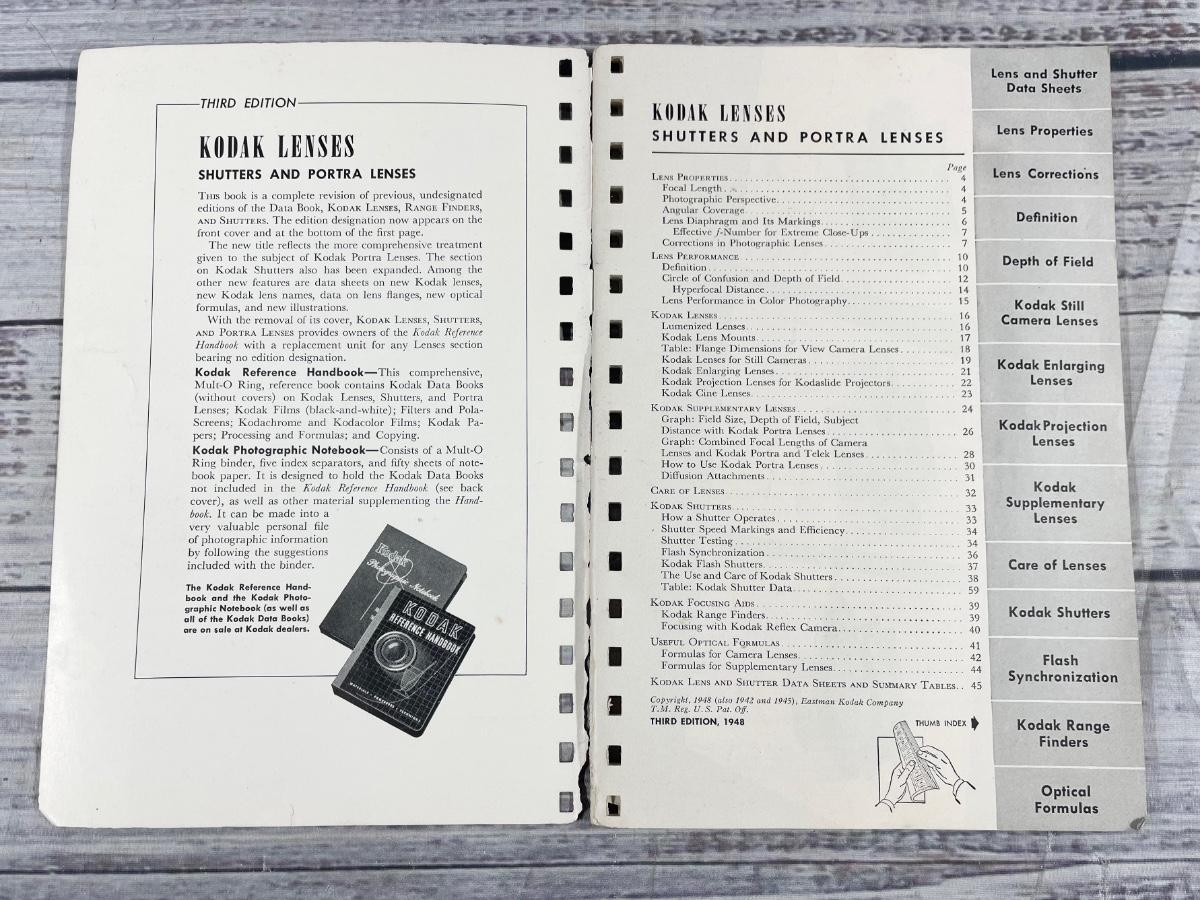 THIRD EDITION
KODAK LENSES
SHUTTERS AND PORTRA LENSES
THIS book is a complete revision of previous, undesignated
editions of the Data Book, KODAK LENSES, RANGE FINDERS,
AND SHUTTERS. The edition designation now appears on the
front cover and at the bottom of the first page.
The new title reflects the more comprehensive treatment
given to the subject of Kodak Portra Lenses. The section
on Kodak Shutters also has been expanded. Among the
other new features are data sheets on new Kodak lenses,
new Kodak lens names, data on lens flanges, new optical
formulas, and new illustrations.
With the removal of its cover, KODAK LENSES, SHUTTERS,
AND PORTRA LENSES provides owners of the Kodak Reference
Handbook with a replacement unit for any Lenses section
bearing no edition designation.
Kodak Reference Handbook—This comprehensive,
Mult-O Ring, reference book contains Kodak Data Books
(without covers) on Kodak Lenses, Shutters, and Portra
Lenses; Kodak Films (black-and-white); Filters and Pola-
Screens; Kodachrome and Kodacolor Films; Kodak Pa-
pers; Processing and Formulas; and Copying.
Kodak Photographic Notebook—Consists of a Mult-O
Ring binder, five index separators, and fifty sheets of note-
book paper. It is designed to hold the Kodak Data Books
not included in the Kodak Reference Handbook (see back
cover), as well as other material supplementing the Hand-
book. It can be made into a
very valuable personal file
of photographic information
by following the suggestions
included with the binder.
The Kodak Reference Hand-
book and the Kodak Photo-
graphic Notebook (as well as
all of the Kodak Data Books)
are on sale at Kodak dealers.
Kodak
Photographic Notebook
KODAK
REFERENCE HANDBOOK
KODAK LENSES
SHUTTERS AND PORTRA LENSES
Page
LENS PROPERTIES 4
Focal Length 4
Photographic Perspective 4
Angular Coverage 5
Lens Diaphragm and Its Markings 6
Effective f-Number for Extreme Close-Ups 7
Corrections in Photographic Lenses 7
LENS PERFORMANCE 10
Definition 10
Circle of Confusion and Depth of Field 12
Hyperfocal Distance 14
Lens Performance in Color Photography 15
KODAK LENSES 16
Lumenized Lenses 16
Kodak Lens Mounts 17
Table: Flange Dimensions for View Camera Lenses 18
Kodak Lenses for Still Cameras 19
Kodak Enlarging Lenses 21
Kodak Projection Lenses for Kodaslide Projectors 22
Kodak Cine Lenses 23
KODAK SUPPLEMENTARY LENSES 24
Graph: Field Size, Depth of Field, Subject
Distance with Kodak Portra Lenses 26
Graph: Combined Focal Lengths of Camera
Lenses and Kodak Portra and Telek Lenses 28
How to Use Kodak Portra Lenses 30
Diffusion Attachments 31
CARE OF LENSES 32
KODAK SHUTTERS 33
How a Shutter Operates 33
Shutter Speed Markings and Efficiency 34
Shutter Testing 34
Flash Synchronization 36
Kodak Flash Shutters 37
The Use and Care of Kodak Shutters 38
Table: Kodak Shutter Data 59
KODAK FOCUSING AIDS 39
Kodak Range Finders 39
Focusing with Kodak Reflex Camera 40
USEFUL OPTICAL FORMULAS 41
Formulas for Camera Lenses 42
Formulas for Supplementary Lenses 44
KODAK LENS AND SHUTTER DATA SHEETS AND SUMMARY TABLES 45
Copyright, 1948 (also 1942 and 1945), Eastman Kodak Company
T.M. Reg. U. S. Pat. Off.
THIRD EDITION, 1948
THUMB INDEX
Lens and Shutter
Data Sheets
Lens Properties
Lens Corrections
Definition
Depth of Field
Kodak Still
Camera Lenses
Kodak Enlarging
Lenses
Kodak Projection
Lenses
Kodak
Supplementary
Lenses
Care of Lenses
Kodak Shutters
Flash
Synchronization
Kodak Range
Finders
Optical
Formulas